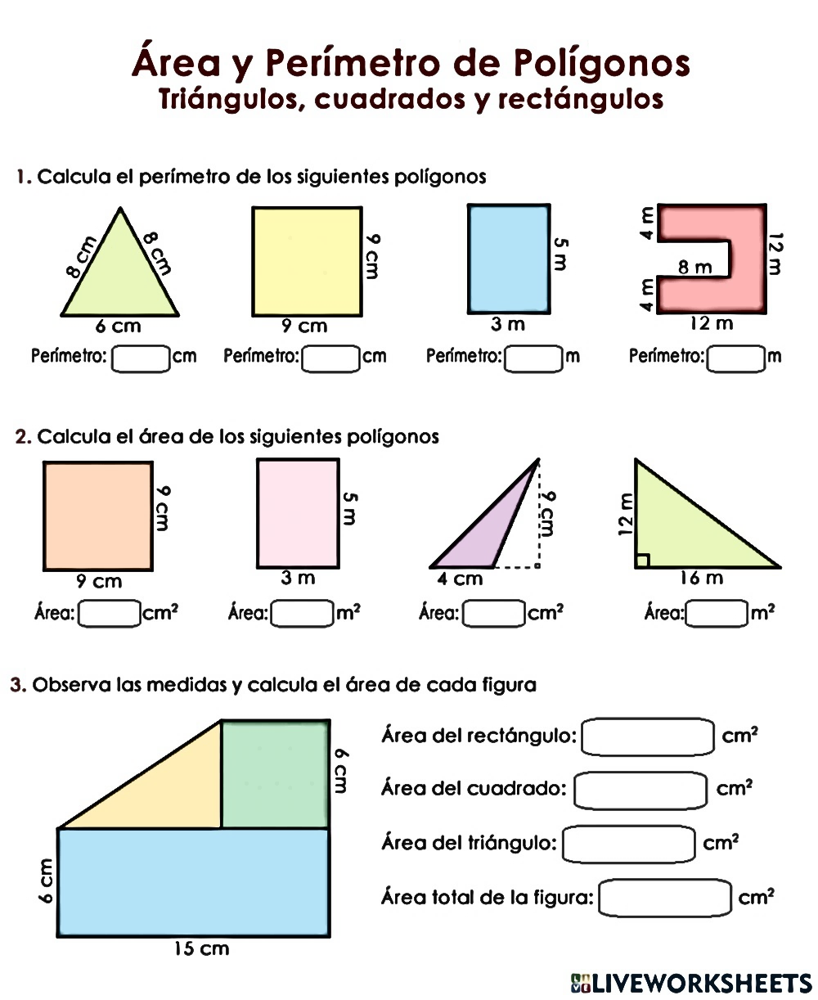 Área y Perímetro de Polígonos
Triángulos, cuadrados y rectángulos
1. Calcula el perímetro de los siguientes polígonos
8 cm
8 cm
6 cm
Perímetro: cm
9 cm
9 cm
Perímetro: cm
5 m
3 m
Perímetro: m
4 m
8 m
4 m
12 m
12 m
Perímetro: m
2. Calcula el área de los siguientes polígonos
9 cm
9 cm
Área: cm²
5 m
3 m
Área: m²
9 cm
4 cm
Área: cm²
12 m
16 m
Área: m²
3. Observa las medidas y calcula el área de cada figura
6 cm
6 cm
15 cm
Área del rectángulo: cm²
Área del cuadrado: cm²
Área del triángulo: cm²
Área total de la figura: cm²
LIVEWORKSHEETS